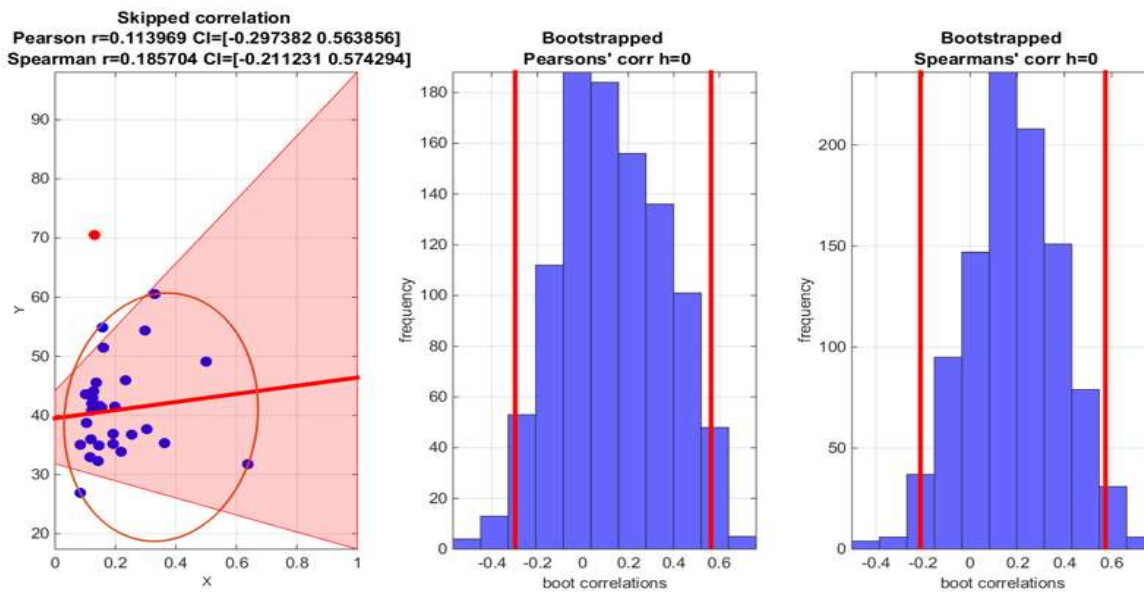 Skipped correlation
Pearson r=0.113969 CI=[-0.297382 0.563856]
Spearman r=0.185704 CI=[-0.211231 0.574294]
90
80
70
60
50
40
30
20
Y
0 0.2 0.4 0.6 0.8 1
X
Bootstrapped
Pearsons' corr h=0
180
160
140
120
100
80
60
40
20
0
frequency
-0.4 -0.2 0 0.2 0.4 0.6
boot correlations
Bootstrapped
Spearmans' corr h=0
200
150
100
50
0
frequency
-0.4 -0.2 0 0.2 0.4 0.6
boot correlations